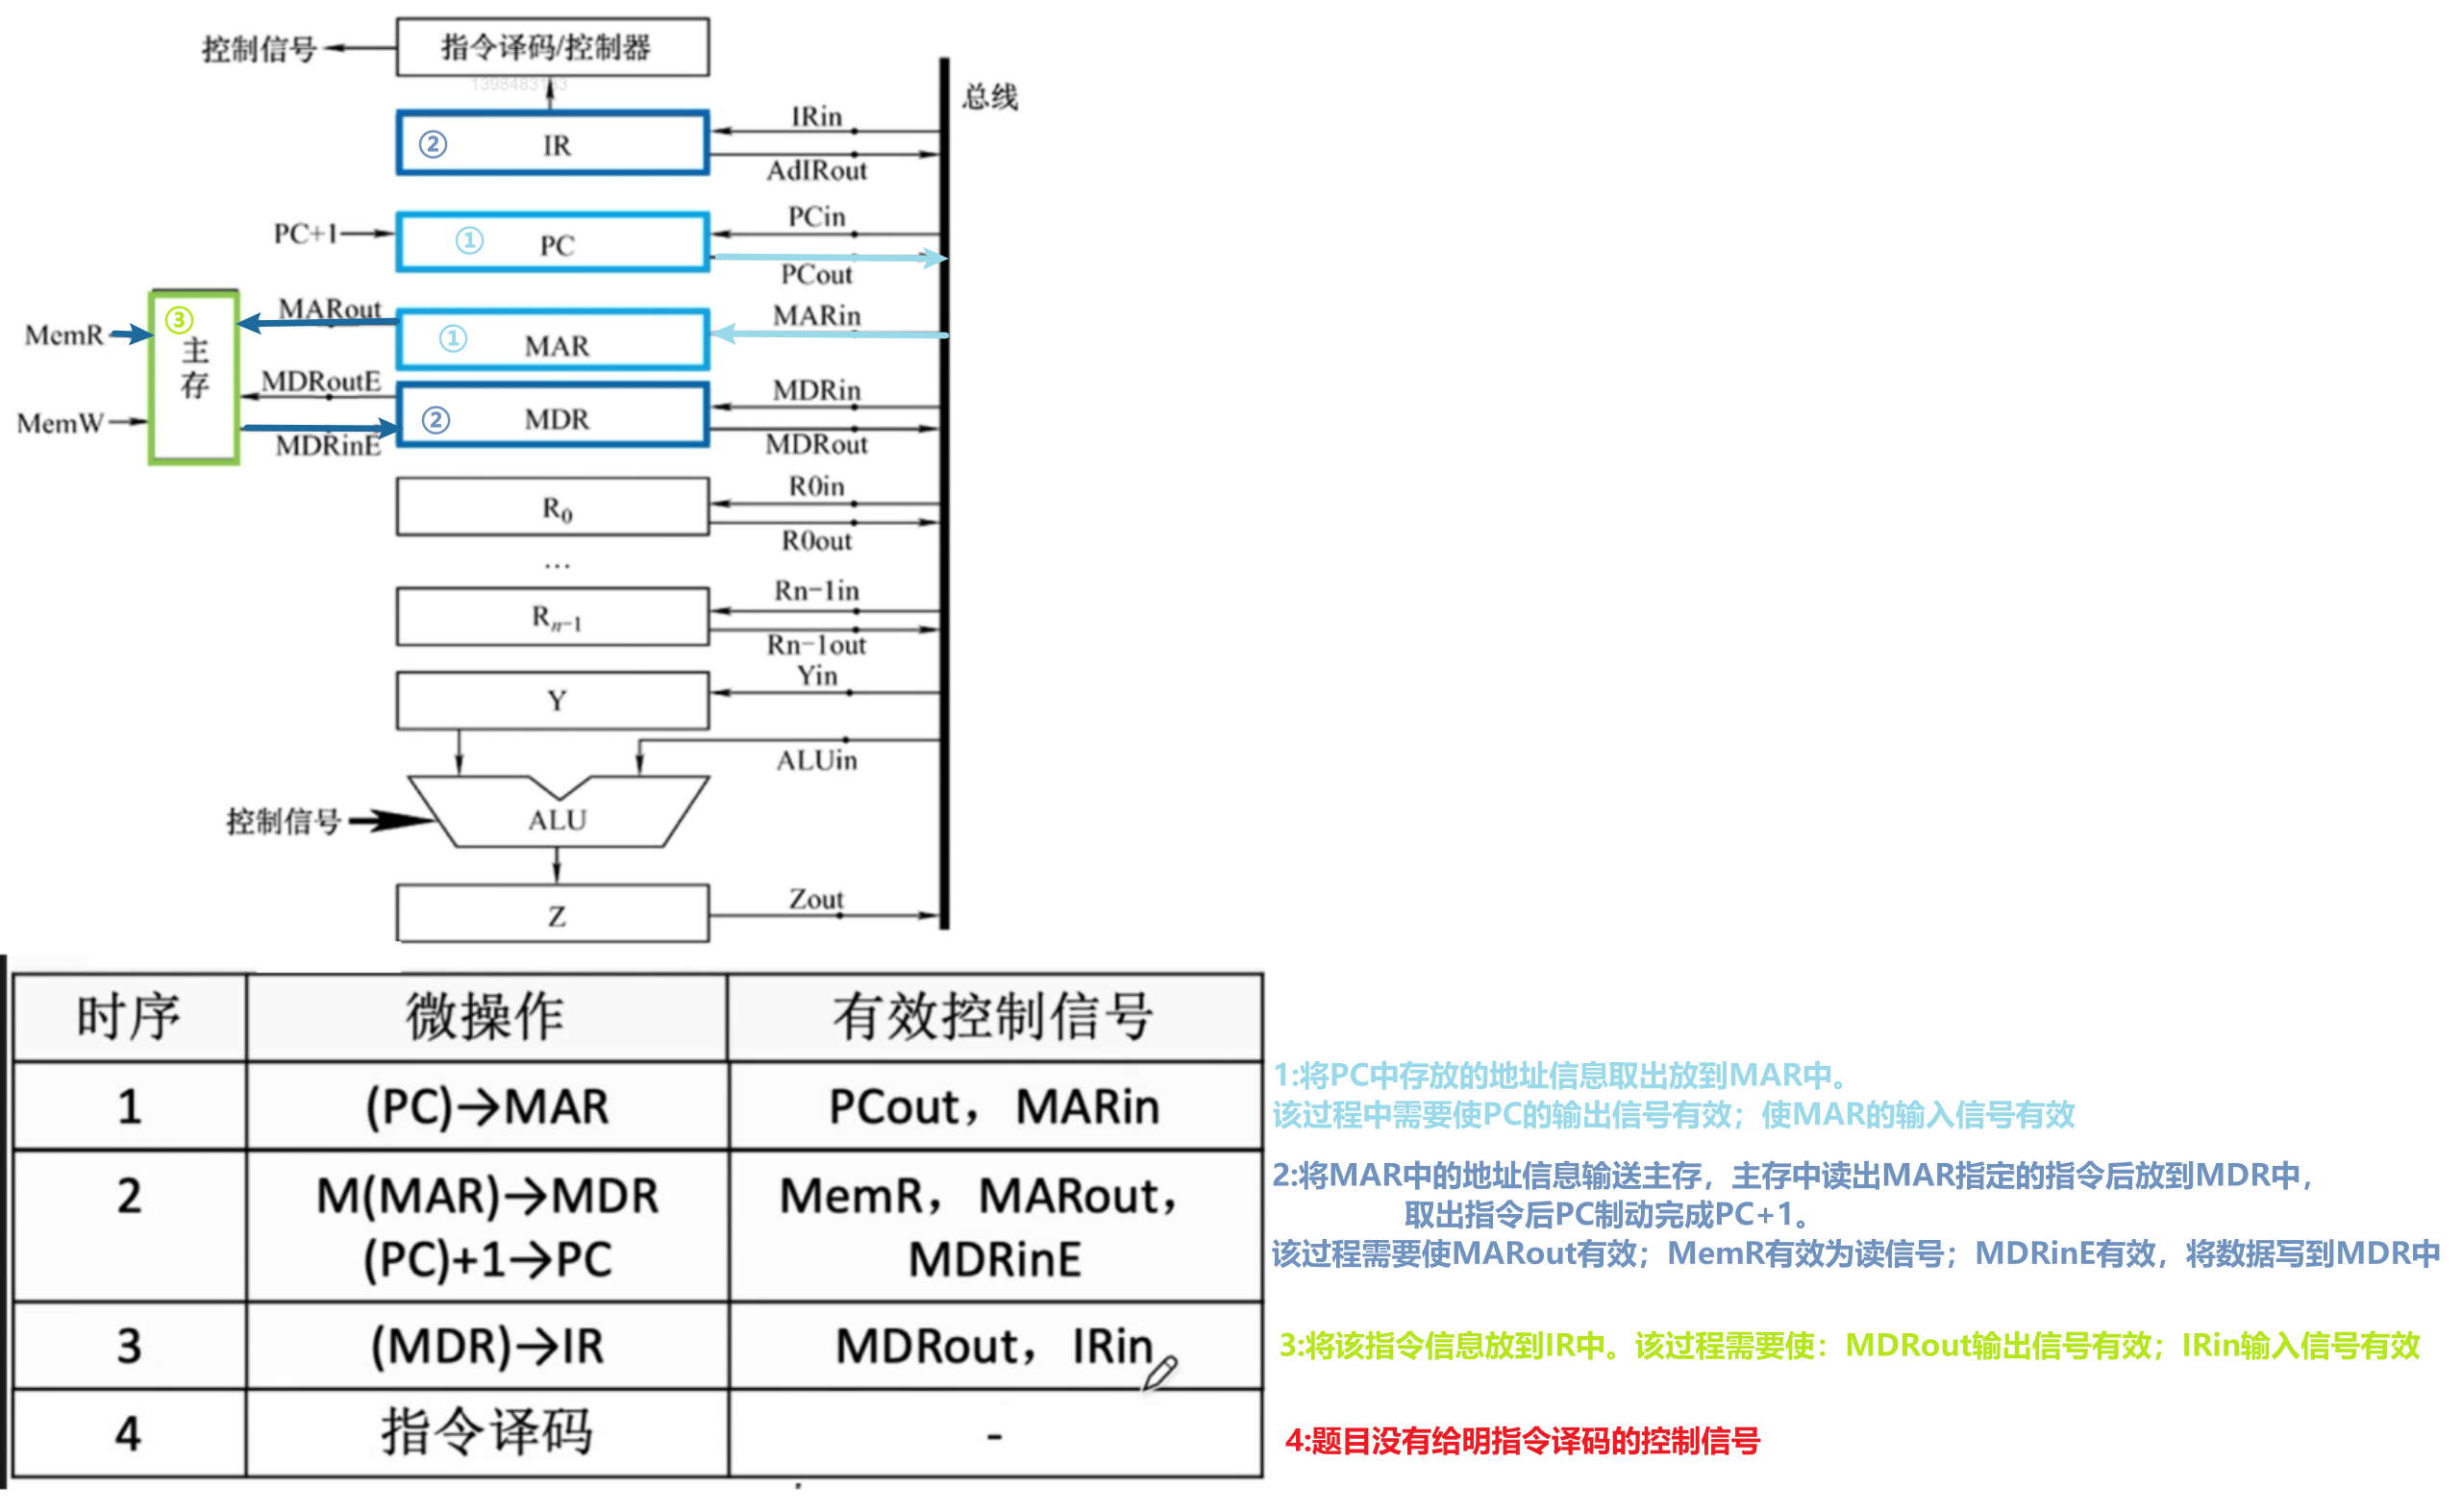 控制信号
指令译码/控制器
1398483163
总线
② IR
IRin
AdIRout
PC+1
① PC
PCin
PCout
MemR
③
主
存
MARout
① MAR
MARin
MemW
MDRoutE
MDRinE
② MDR
MDRin
MDRout
R0
R0in
R0out
...
Rn-1
Rn-1in
Rn-1out
Y
Yin
ALUin
控制信号
ALU
Z
Zout
时序 微操作 有效控制信号
1 (PC)→MAR PCout，MARin
2 M(MAR)→MDR MemR，MARout，
(PC)+1→PC MDRinE
3 (MDR)→IR MDRout，IRin
4 指令译码 -
1:将PC中存放的地址信息取出放到MAR中。
该过程中需要使PC的输出信号有效；使MAR的输入信号有效
2:将MAR中的地址信息输送主存，主存中读出MAR指定的指令后放到MDR中，
取出指令后PC制动完成PC+1。
该过程需要使MARout有效；MemR有效为读信号；MDRinE有效，将数据写到MDR中
3:将该指令信息放到IR中。该过程需要使：MDRout输出信号有效；IRin输入信号有效
4:题目没有给明指令译码的控制信号